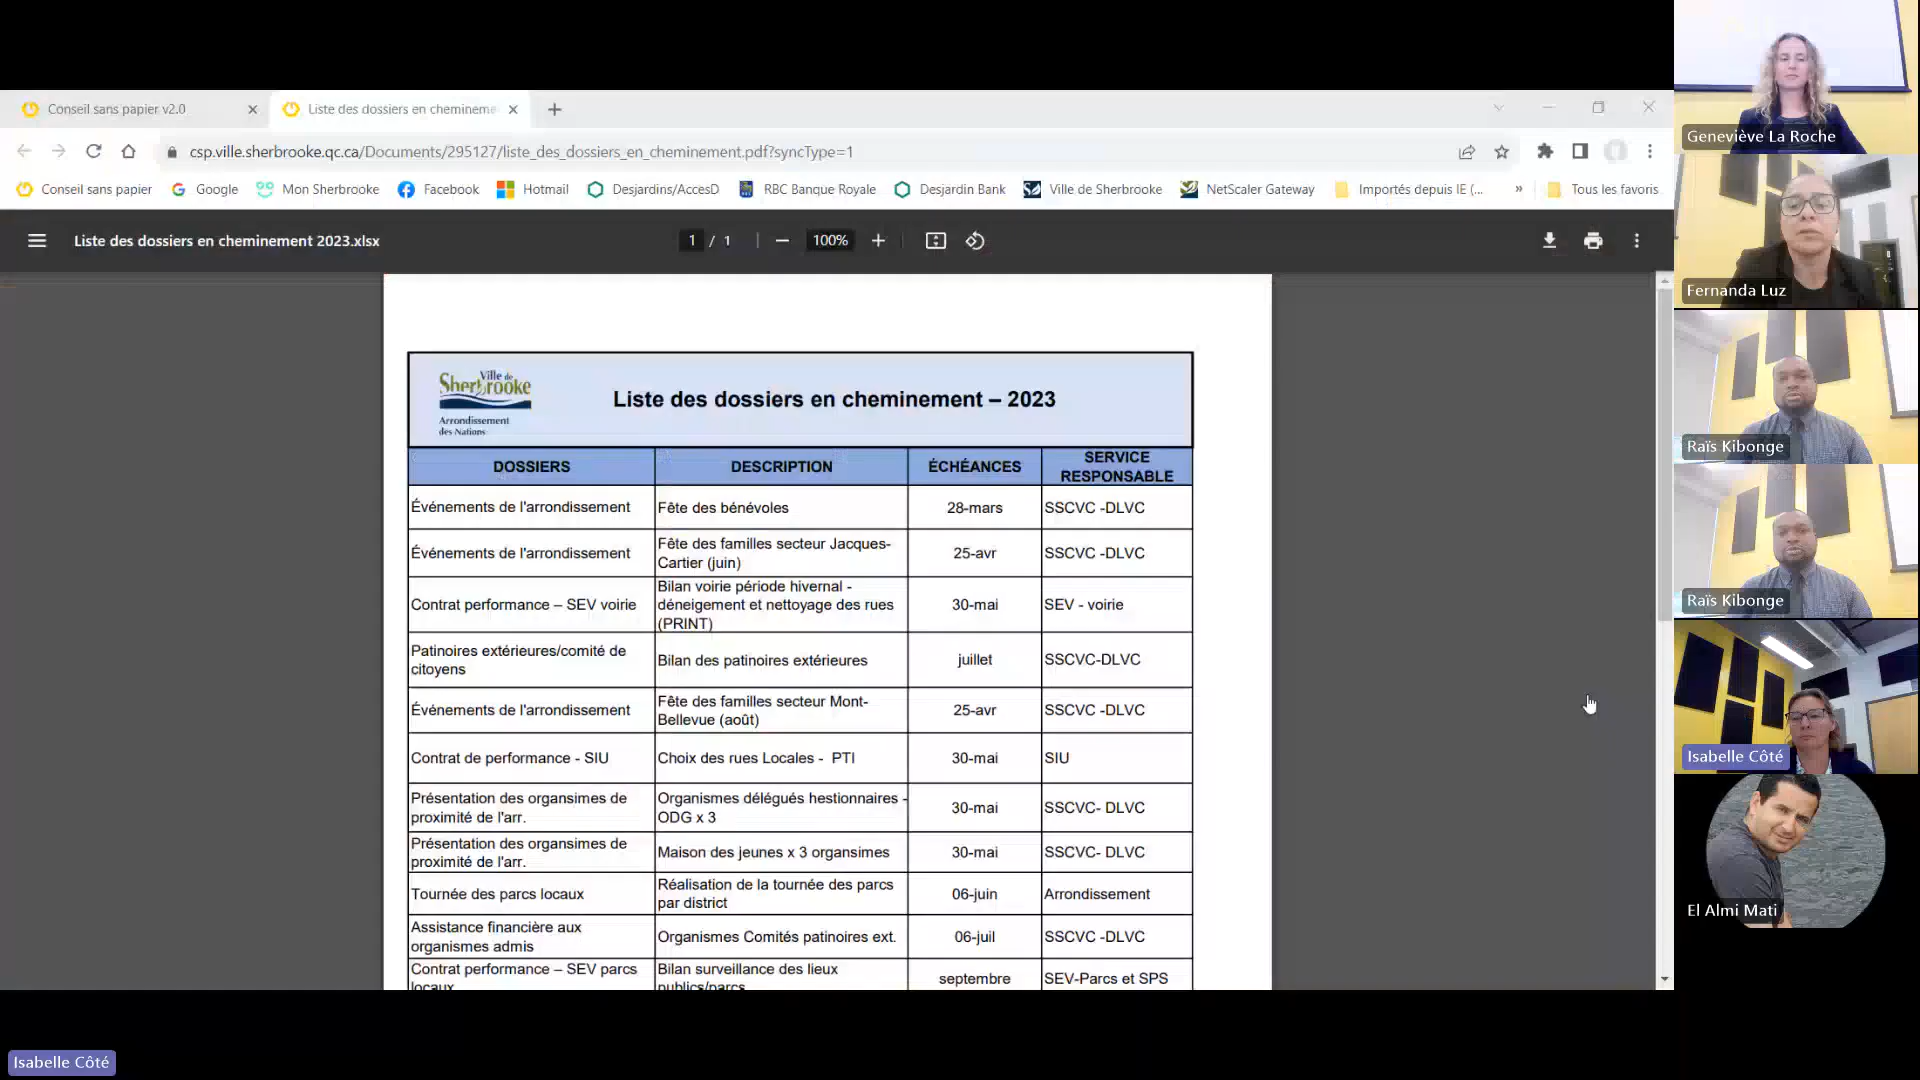 Conseil sans papier v2.0
Liste des dossiers en chemineme
csp.ville.sherbrooke.qc.ca/Documents/295127/liste_des_dossiers_en_cheminement.pdf?syncType=1
Conseil sans papier Google Mon Sherbrooke Facebook Hotmail Desjardins/AccesD RBC Banque Royale Desjardin Bank Ville de Sherbrooke NetScaler Gateway Importés depuis IE (... » Tous les favoris
Liste des dossiers en cheminement 2023.xlsx
1 / 1
100%
Ville de
Sherbrooke
Arrondissement
des Nations
Liste des dossiers en cheminement – 2023
DOSSIERS DESCRIPTION ÉCHÉANCES SERVICE
RESPONSABLE
Événements de l'arrondissement Fête des bénévoles 28-mars SSCVC -DLVC
Événements de l'arrondissement Fête des familles secteur Jacques-
Cartier (juin) 25-avr SSCVC -DLVC
Contrat performance – SEV voirie Bilan voirie période hivernal -
déneigement et nettoyage des rues
(PRINT) 30-mai SEV - voirie
Patinoires extérieures/comité de
citoyens Bilan des patinoires extérieures juillet SSCVC-DLVC
Événements de l'arrondissement Fête des familles secteur Mont-
Bellevue (août) 25-avr SSCVC -DLVC
Contrat de performance - SIU Choix des rues Locales - PTI 30-mai SIU
Présentation des organsimes de
proximité de l'arr. Organismes délégués hestionnaires -
ODG x 3 30-mai SSCVC- DLVC
Présentation des organsimes de
proximité de l'arr. Maison des jeunes x 3 organsimes 30-mai SSCVC- DLVC
Tournée des parcs locaux Réalisation de la tournée des parcs
par district 06-juin Arrondissement
Assistance financière aux
organismes admis Organismes Comités patinoires ext. 06-juil SSCVC -DLVC
Contrat performance – SEV parcs
locaux Bilan surveillance des lieux
publics/parcs septembre SEV-Parcs et SPS
Geneviève La Roche
Fernanda Luz
Raïs Kibonge
Raïs Kibonge
Isabelle Côté
El Almi Mati
Isabelle Côté